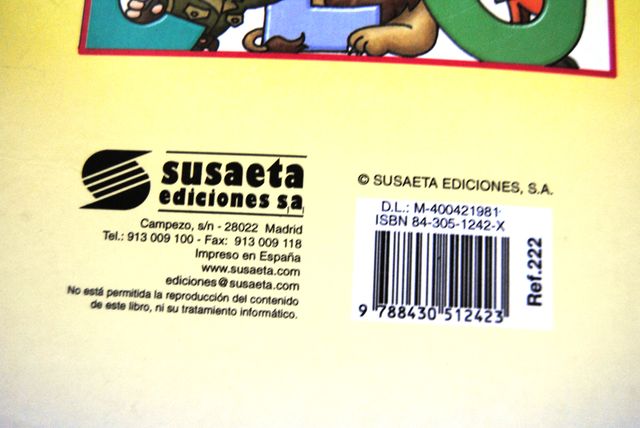 susaeta
ediciones sa
Campezo, s/n - 28022 Madrid
Tel.: 913 009 100 - Fax: 913 009 118
Impreso en España
www.susaeta.com
ediciones@susaeta.com
No está permitida la reproducción del contenido
de este libro, ni su tratamiento informático.
© SUSAETA EDICIONES, S.A.
D.L.: M-400421981
ISBN 84-305-1242-X
9 788430 512423
Ref.222